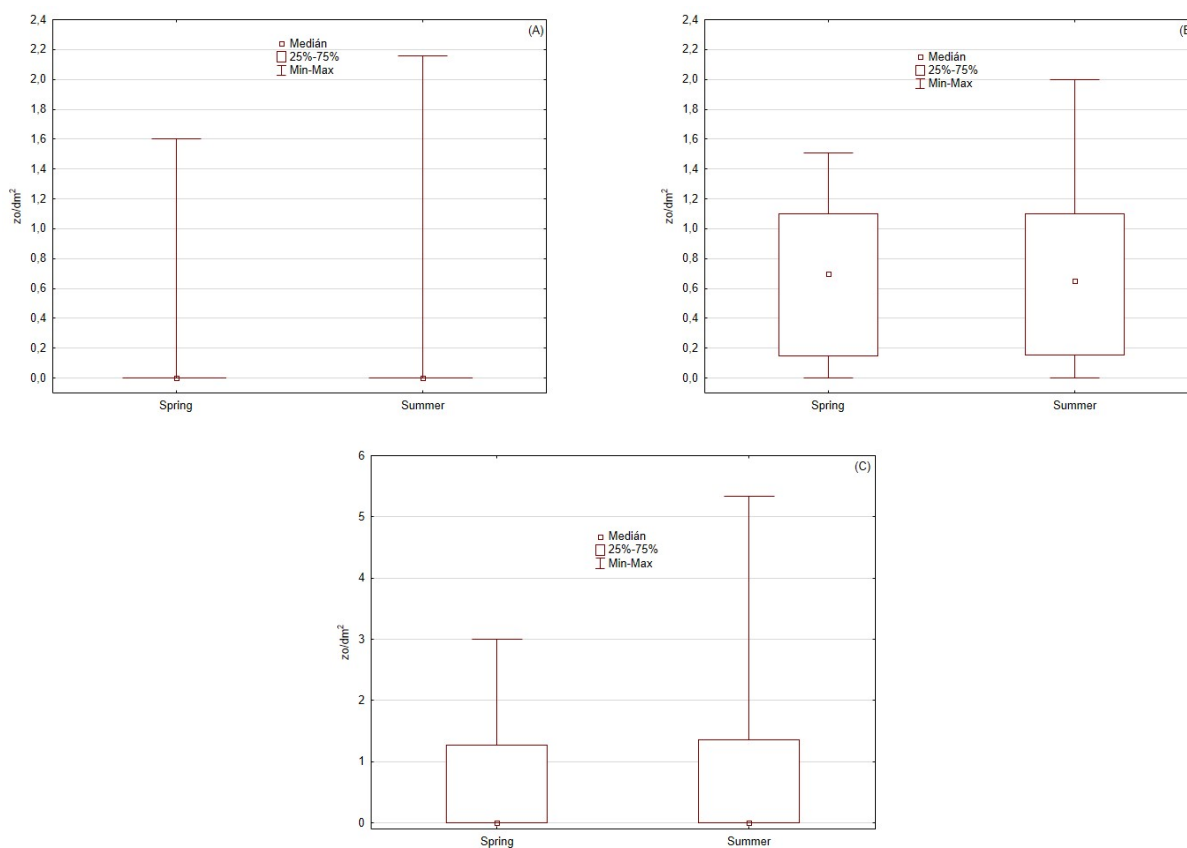 (A)
Medián
25%-75%
Min-Max
2,4
2,2
2,0
1,8
1,6
1,4
1,2
1,0
0,8
0,6
0,4
0,2
0,0
zo/dm²
Spring Summer
(B
Medián
25%-75%
Min-Max
2,4
2,2
2,0
1,8
1,6
1,4
1,2
1,0
0,8
0,6
0,4
0,2
0,0
zo/dm²
Spring Summer
(C)
Medián
25%-75%
Min-Max
6
5
4
3
2
1
0
zo/dm²
Spring Summer